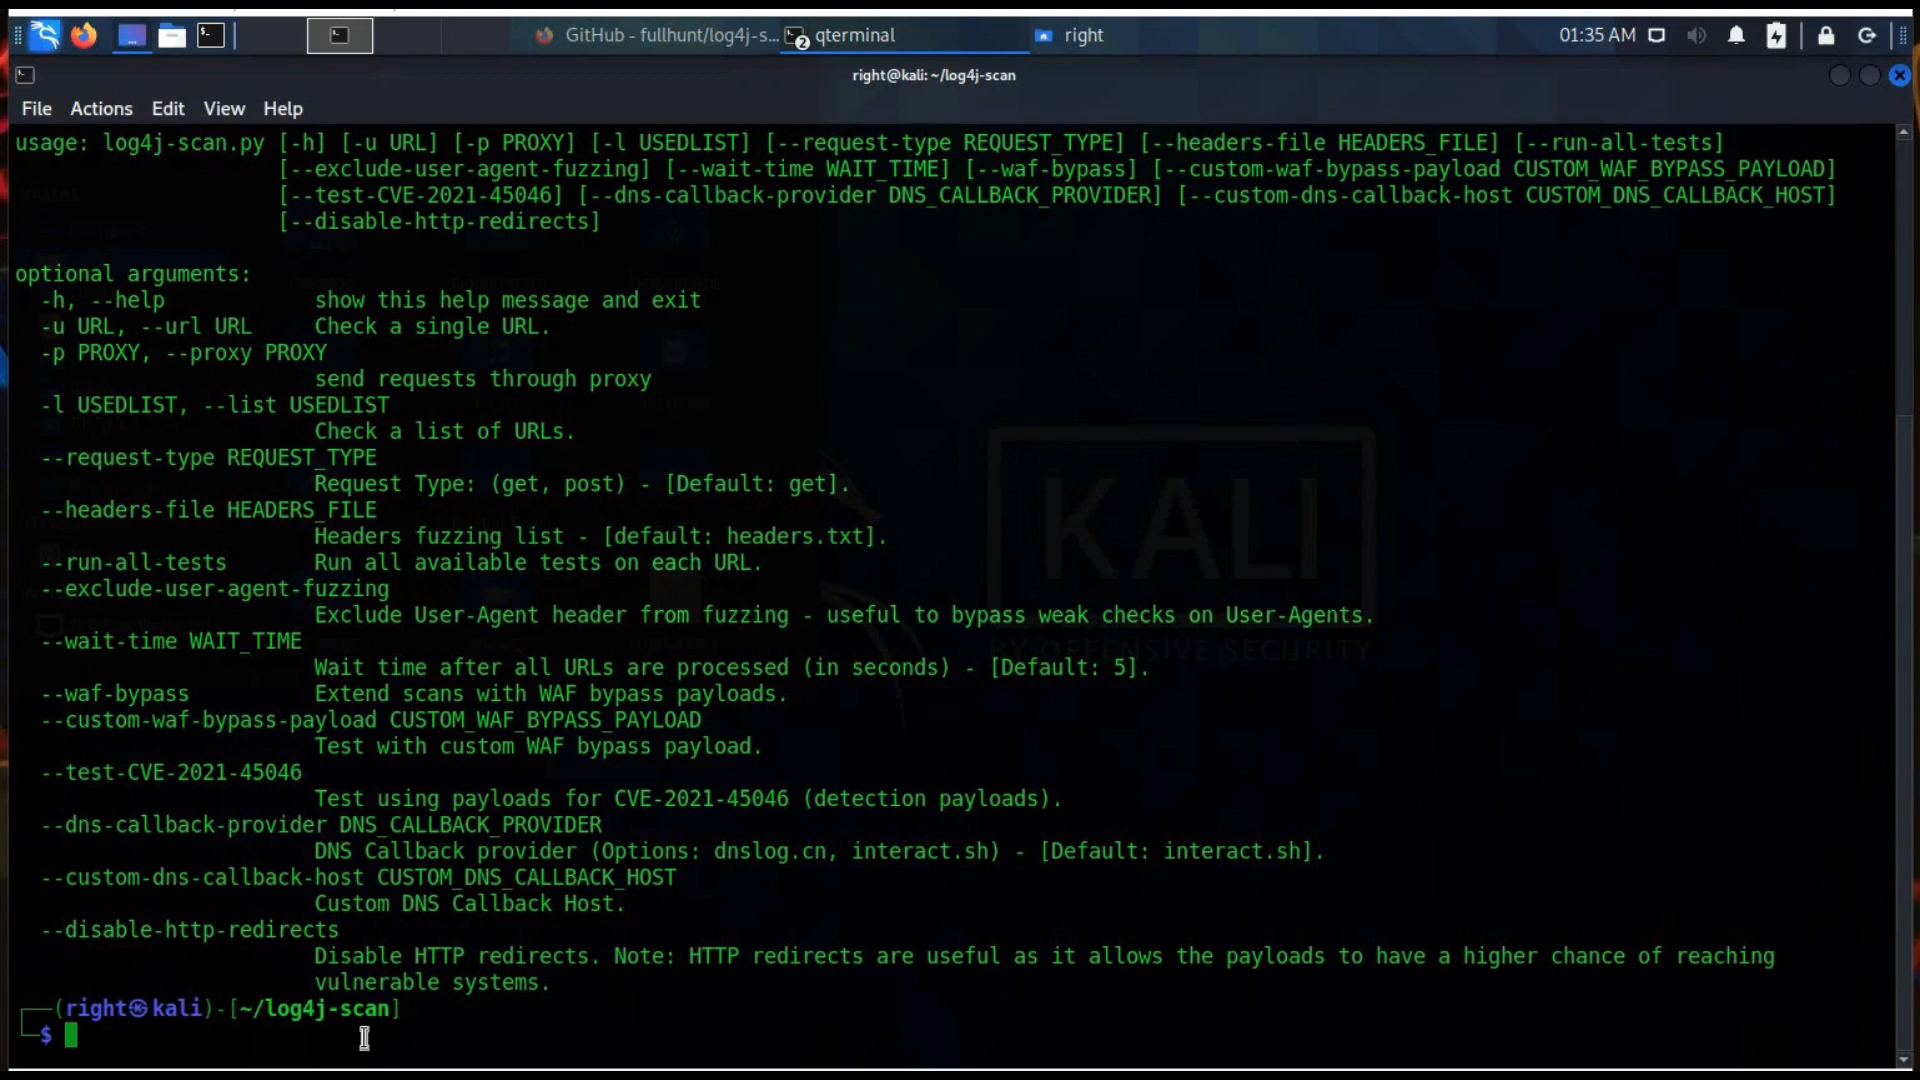 GitHub - fullhunt/log4j-s...
2
qterminal
right
01:35 AM
right@kali: ~/log4j-scan
File Actions Edit View Help
usage: log4j-scan.py [-h] [-u URL] [-p PROXY] [-l USEDLIST] [--request-type REQUEST_TYPE] [--headers-file HEADERS_FILE] [--run-all-tests]
[--exclude-user-agent-fuzzing] [--wait-time WAIT_TIME] [--waf-bypass] [--custom-waf-bypass-payload CUSTOM_WAF_BYPASS_PAYLOAD]
[--test-CVE-2021-45046] [--dns-callback-provider DNS_CALLBACK_PROVIDER] [--custom-dns-callback-host CUSTOM_DNS_CALLBACK_HOST]
[--disable-http-redirects]
optional arguments:
-h, --help show this help message and exit
-u URL, --url URL Check a single URL.
-p PROXY, --proxy PROXY
send requests through proxy
-l USEDLIST, --list USEDLIST
Check a list of URLs.
--request-type REQUEST_TYPE
Request Type: (get, post) - [Default: get].
--headers-file HEADERS_FILE
Headers fuzzing list - [default: headers.txt].
--run-all-tests Run all available tests on each URL.
--exclude-user-agent-fuzzing
Exclude User-Agent header from fuzzing - useful to bypass weak checks on User-Agents.
--wait-time WAIT_TIME
Wait time after all URLs are processed (in seconds) - [Default: 5].
--waf-bypass Extend scans with WAF bypass payloads.
--custom-waf-bypass-payload CUSTOM_WAF_BYPASS_PAYLOAD
Test with custom WAF bypass payload.
--test-CVE-2021-45046
Test using payloads for CVE-2021-45046 (detection payloads).
--dns-callback-provider DNS_CALLBACK_PROVIDER
DNS Callback provider (Options: dnslog.cn, interact.sh) - [Default: interact.sh].
--custom-dns-callback-host CUSTOM_DNS_CALLBACK_HOST
Custom DNS Callback Host.
--disable-http-redirects
Disable HTTP redirects. Note: HTTP redirects are useful as it allows the payloads to have a higher chance of reaching
vulnerable systems.
┌──(right㉿kali)-[~/log4j-scan]
└─$
KALI
BY OFFENSIVE SECURITY